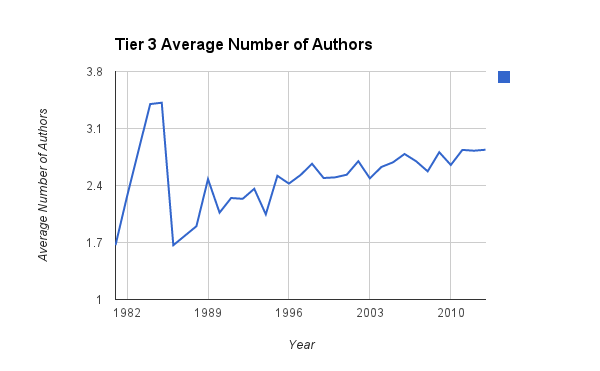 Tier 3 Average Number of Authors
3.8
3.1
2.4
1.7
1
Average Number of Authors
1982 1989 1996 2003 2010
Year